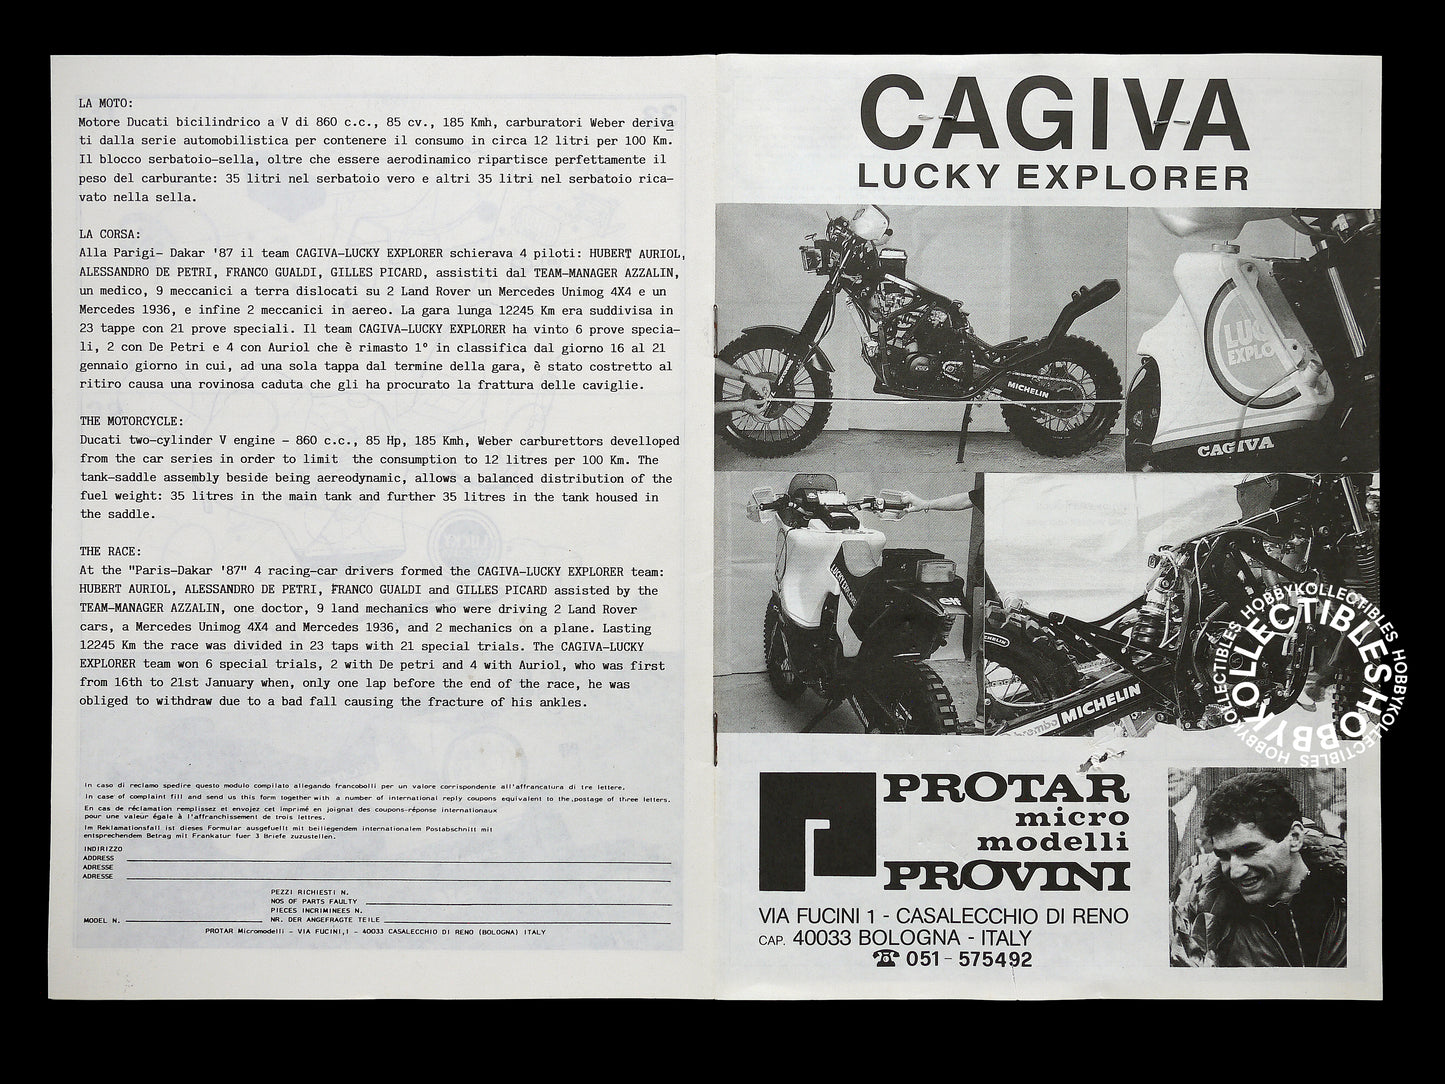 LA MOTO:
Motore Ducati bicilindrico a V di 860 c.c., 85 cv., 185 Kmh, carburatori Weber deriva
ti dalla serie automobilistica per contenere il consumo in circa 12 litri per 100 Km.
Il blocco serbatoio-sella, oltre che essere aerodinamico ripartisce perfettamente il
peso del carburante: 35 litri nel serbatoio vero e altri 35 litri nel serbatoio rica-
vato nella sella.
LA CORSA:
Alla Parigi- Dakar '87 il team CAGIVA-LUCKY EXPLORER schierava 4 piloti: HUBERT AURIOL,
ALESSANDRO DE PETRI, FRANCO GUALDI, GILLES PICARD, assistiti dal TEAM-MANAGER AZZALIN,
un medico, 9 meccanici a terra dislocati su 2 Land Rover un Mercedes Unimog 4X4 e un
Mercedes 1936, e infine 2 meccanici in aereo. La gara lunga 12245 Km era suddivisa in
23 tappe con 21 prove speciali. Il team CAGIVA-LUCKY EXPLORER ha vinto 6 prove specia-
li, 2 con De Petri e 4 con Auriol che è rimasto 1° in classifica dal giorno 16 al 21
gennaio giorno in cui, ad una sola tappa dal termine della gara, è stato costretto al
ritiro causa una rovinosa caduta che gli ha procurato la frattura delle caviglie.
THE MOTORCYCLE:
Ducati two-cylinder V engine - 860 c.c., 85 Hp, 185 Kmh, Weber carburettors develloped
from the car series in order to limit the consumption to 12 litres per 100 Km. The
tank-saddle assembly beside being aereodynamic, allows a balanced distribution of the
fuel weight: 35 litres in the main tank and further 35 litres in the tank housed in
the saddle.
THE RACE:
At the "Paris-Dakar '87" 4 racing-car drivers formed the CAGIVA-LUCKY EXPLORER team:
HUBERT AURIOL, ALESSANDRO DE PETRI, FRANCO GUALDI and GILLES PICARD assisted by the
TEAM-MANAGER AZZALIN, one doctor, 9 land mechanics who were driving 2 Land Rover
cars, a Mercedes Unimog 4X4 and Mercedes 1936, and 2 mechanics on a plane. Lasting
12245 Km the race was divided in 23 taps with 21 special trials. The CAGIVA-LUCKY
EXPLORER team won 6 special trials, 2 with De petri and 4 with Auriol, who was first
from 16th to 21st January when, only one lap before the end of the race, he was
obliged to withdraw due to a bad fall causing the fracture of his ankles.
In caso di reclamo spedire questo modulo compilato allegando francobolli per un valore corrispondente all'affrancatura di tre lettere.
In case of complaint fill and send us this form together with a number of international reply coupons equivalent to the postage of three letters.
En cas de réclamation remplissez et envojez cet imprimé en joignat des coupons-réponse internationaux
pour une valeur égale à l'affranchissement de trois lettres.
Im Reklamationsfall ist dieses Formular ausgefuellt mit beiliegendem internationalem Postabschnitt mit
entsprechendem Betrag mit Frankatur fuer 3 Briefe zuzustellen.
INDIRIZZO
ADDRESS
ADRESSE
ADRESSE
PEZZI RICHIESTI N.
NOS OF PARTS FAULTY
PIECES INCRIMINEES N.
MODEL N. NR. DER ANGEFRAGTE TEILE
PROTAR Micromodelli - VIA FUCINI,1 - 40033 CASALECCHIO DI RENO (BOLOGNA) ITALY
CAGIVA
LUCKY EXPLORER
MICHELIN
LUC
EXPLO
CAGIVA
LUCKY EXPLORER
elf
MICHELIN
MICHELIN
PROTAR
micro
modelli
PROVINI
VIA FUCINI 1 - CASALECCHIO DI RENO
CAP. 40033 BOLOGNA - ITALY
☎ 051 - 575492
HOBBYKOLLECTIBLES HOBBYKOLLECTIBLES HOBBYKOLLECTIBLES
HOBBYKOLLECTIBLES